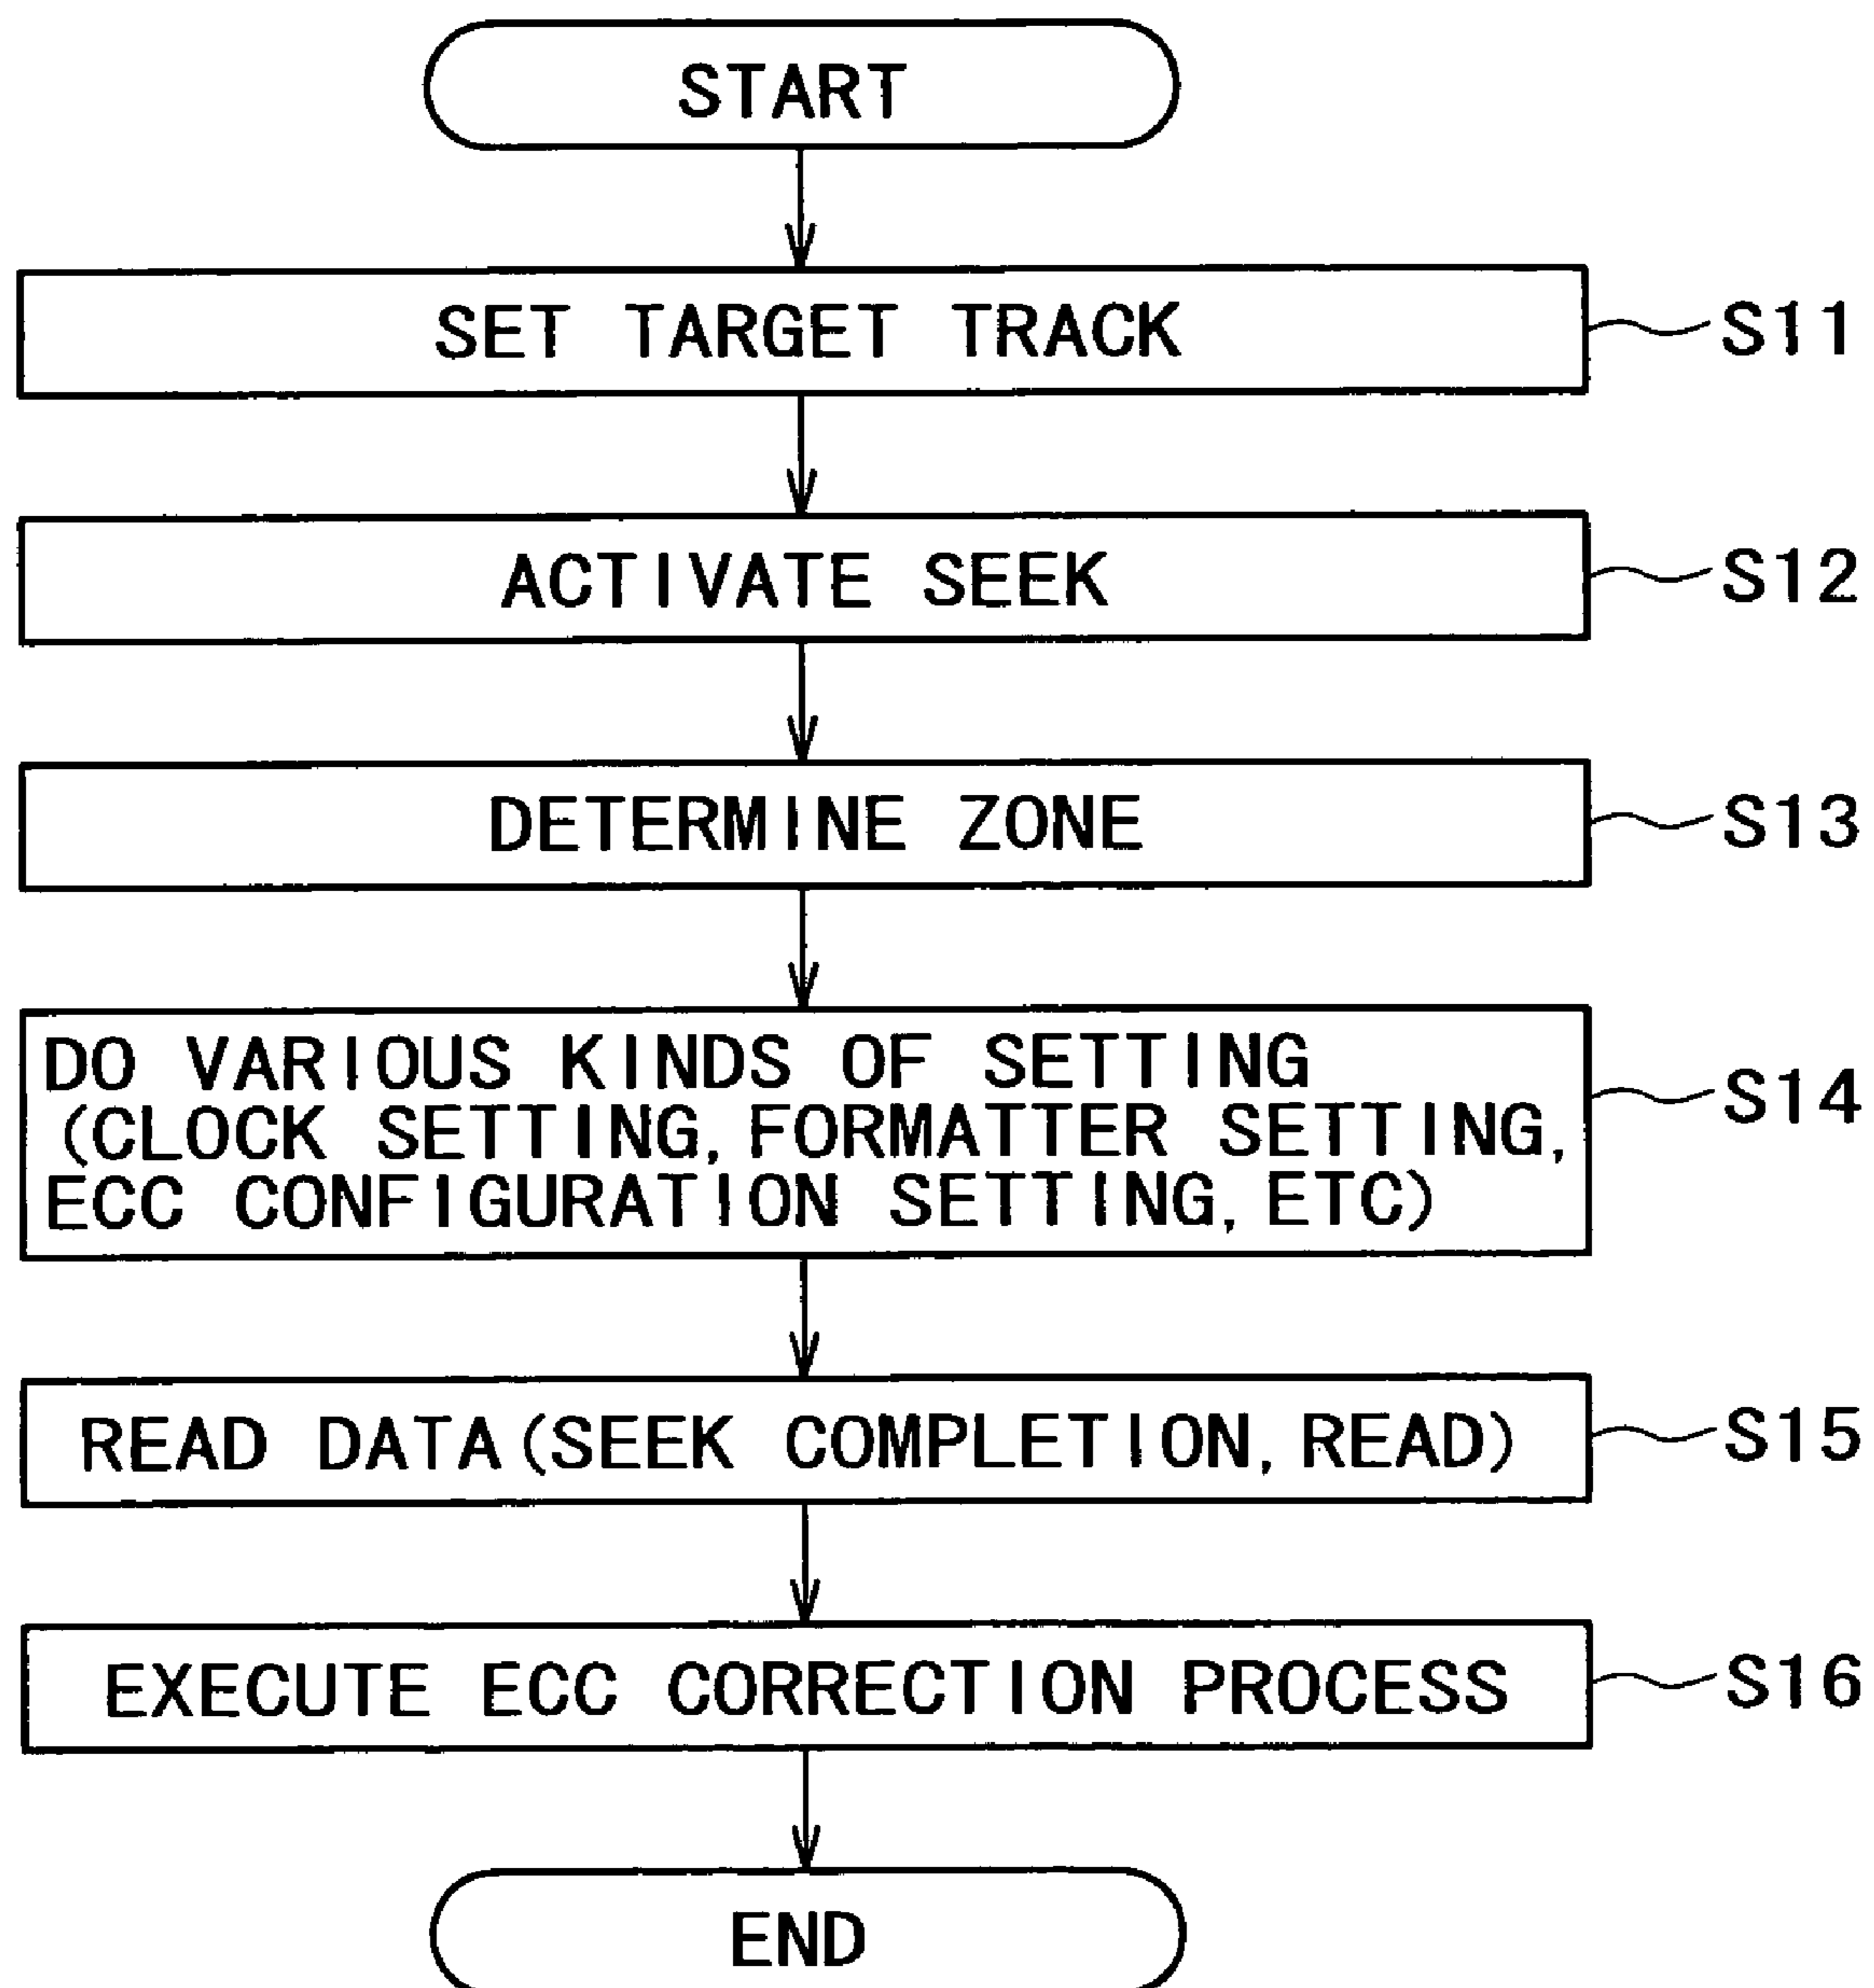 START
SET TARGET TRACK
S11
ACTIVATE SEEK
S12
DETERMINE ZONE
S13
DO VARIOUS KINDS OF SETTING
(CLOCK SETTING, FORMATTER SETTING,
ECC CONFIGURATION SETTING, ETC)
S14
READ DATA(SEEK COMPLETION, READ)
S15
EXECUTE ECC CORRECTION PROCESS
S16
END